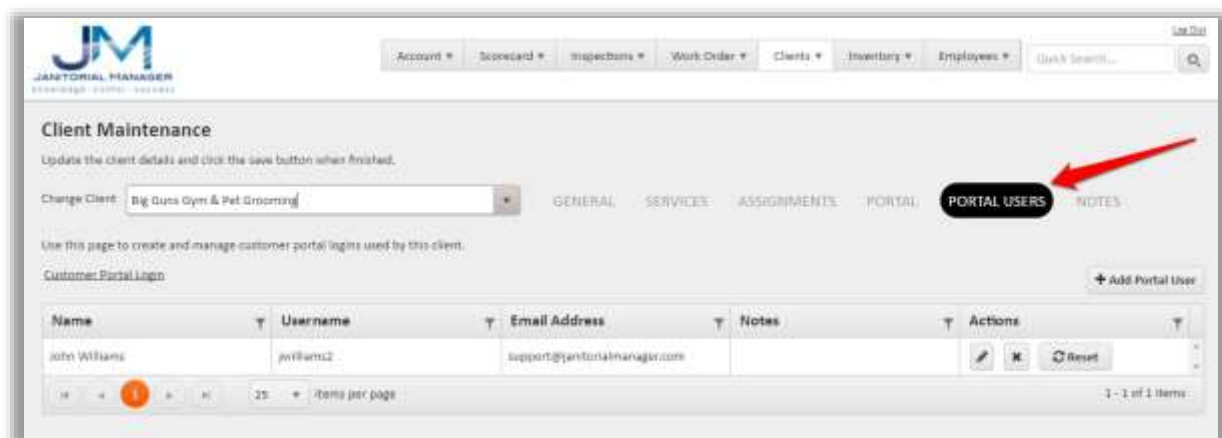 Log Out
JM
JANITORIAL MANAGER
knowledge · control · success
Account Scorecard Inspections Work Order Clients Inventory Employees Quick Search...
Client Maintenance
Update the client details and click the save button when finished.
Change Client Big Guns Gym & Pet Grooming GENERAL SERVICES ASSIGNMENTS PORTAL PORTAL USERS NOTES
Use this page to create and manage customer portal logins used by this client.
Customer Portal Login
+ Add Portal User
Name Username Email Address Notes Actions
John Williams jwilliams2 support@janitorialmanager.com Reset
1 25 items per page 1 - 1 of 1 items